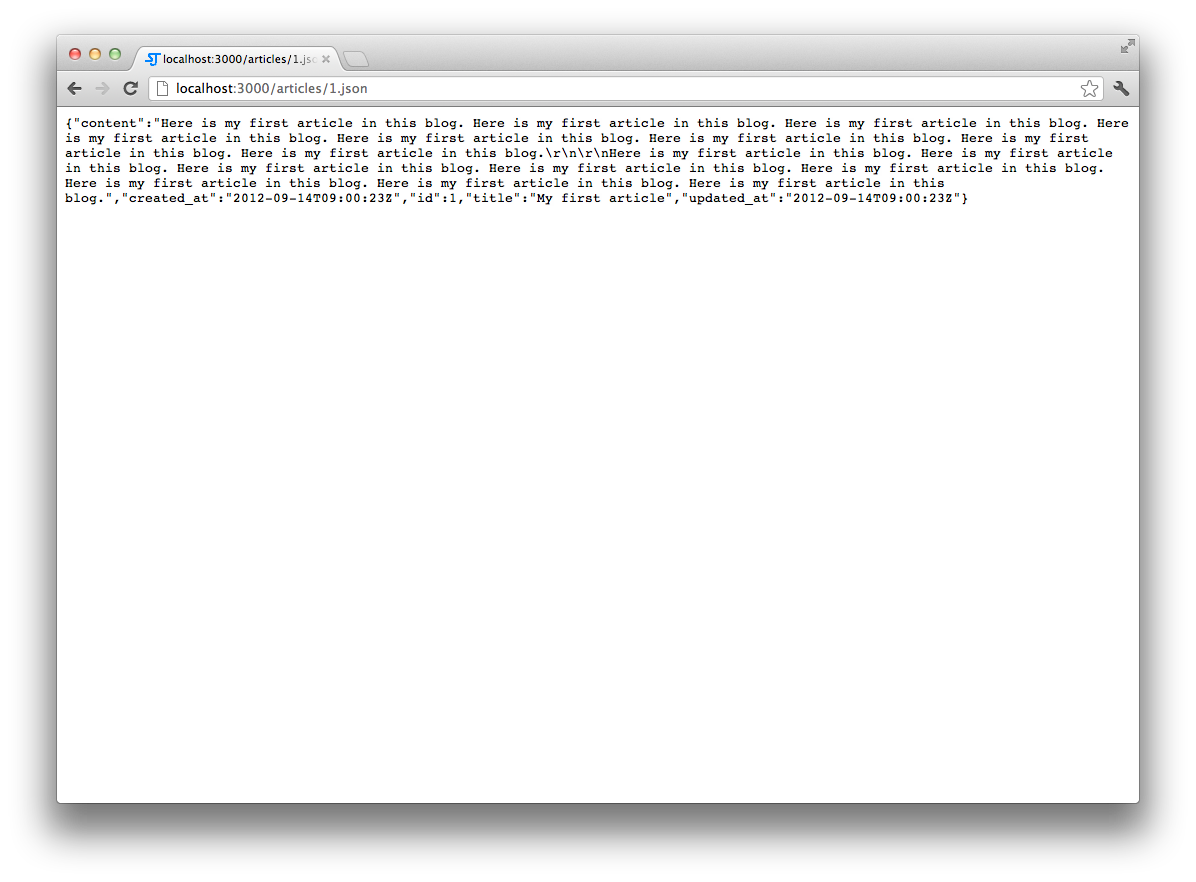 localhost:3000/articles/1.jso
localhost:3000/articles/1.json
{"content":"Here is my first article in this blog. Here is my first article in this blog. Here is my first article in this blog. Here
is my first article in this blog. Here is my first article in this blog. Here is my first article in this blog. Here is my first
article in this blog. Here is my first article in this blog.\r\n\r\nHere is my first article in this blog. Here is my first article
in this blog. Here is my first article in this blog. Here is my first article in this blog. Here is my first article in this blog.
Here is my first article in this blog. Here is my first article in this blog. Here is my first article in this
blog.","created_at":"2012-09-14T09:00:23Z","id":1,"title":"My first article","updated_at":"2012-09-14T09:00:23Z"}